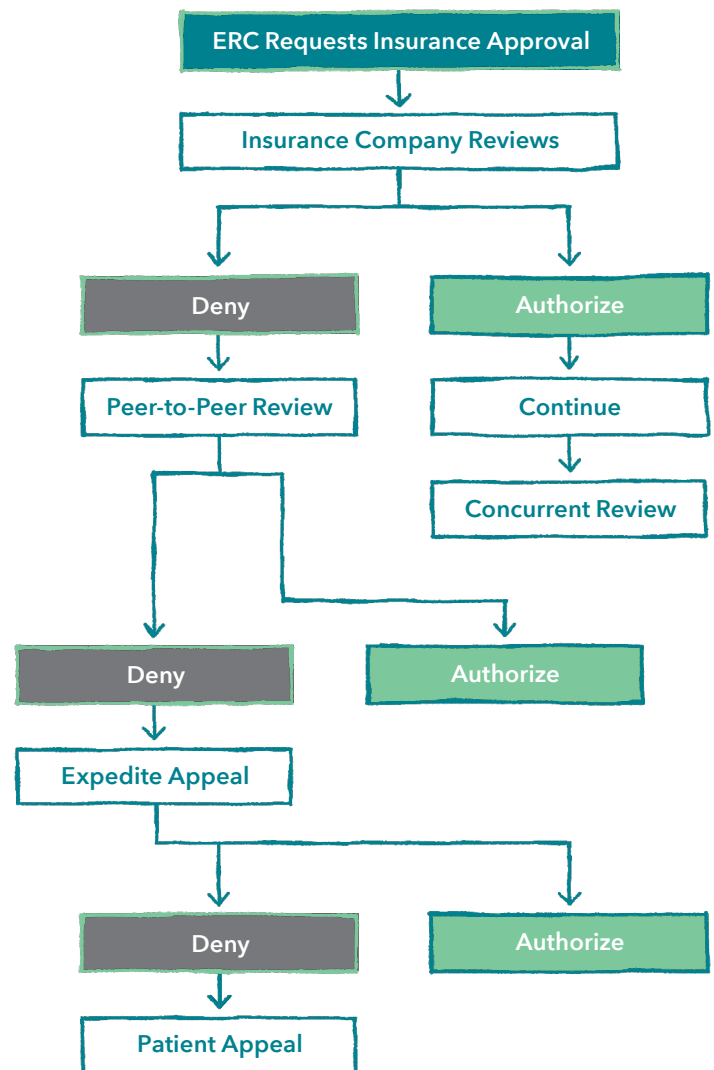 ERC Requests Insurance Approval
Insurance Company Reviews
Deny
Authorize
Peer-to-Peer Review
Continue
Concurrent Review
Deny
Authorize
Expedite Appeal
Deny
Authorize
Patient Appeal